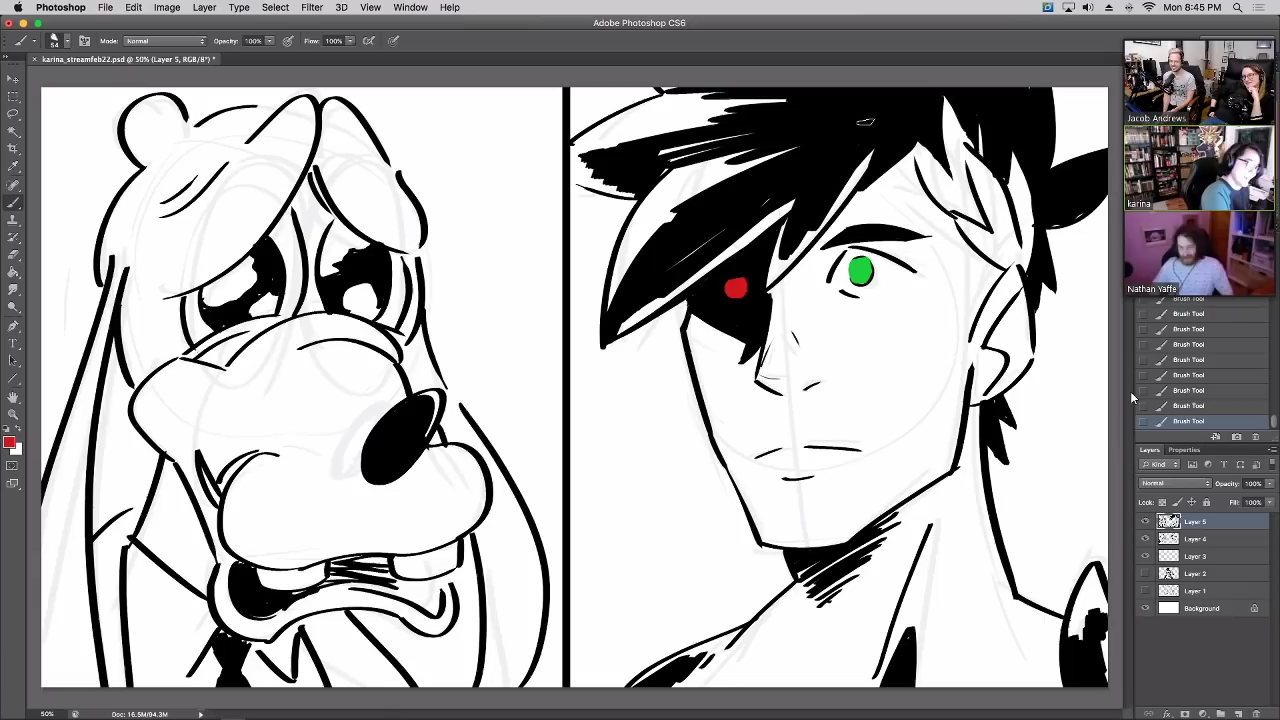 Photoshop File Edit Image Layer Type Select Filter 3D View Window Help Mon 8:45 PM
Adobe Photoshop CS6
54 Mode: Normal Opacity: 100% Flow: 100%
× karina_streamfeb22.psd @ 50% (Layer 5, RGB/8*) *
Jacob Andrews
karina
Nathan Yaffe
Brush Tool
Brush Tool
Brush Tool
Brush Tool
Brush Tool
Brush Tool
Brush Tool
Brush Tool
Brush Tool
Layers Properties
Kind
Normal Opacity: 100%
Lock: Fill: 100%
Layer 5
Layer 4
Layer 3
Layer 2
Layer 1
Background
50% Doc: 16.5M/94.3M